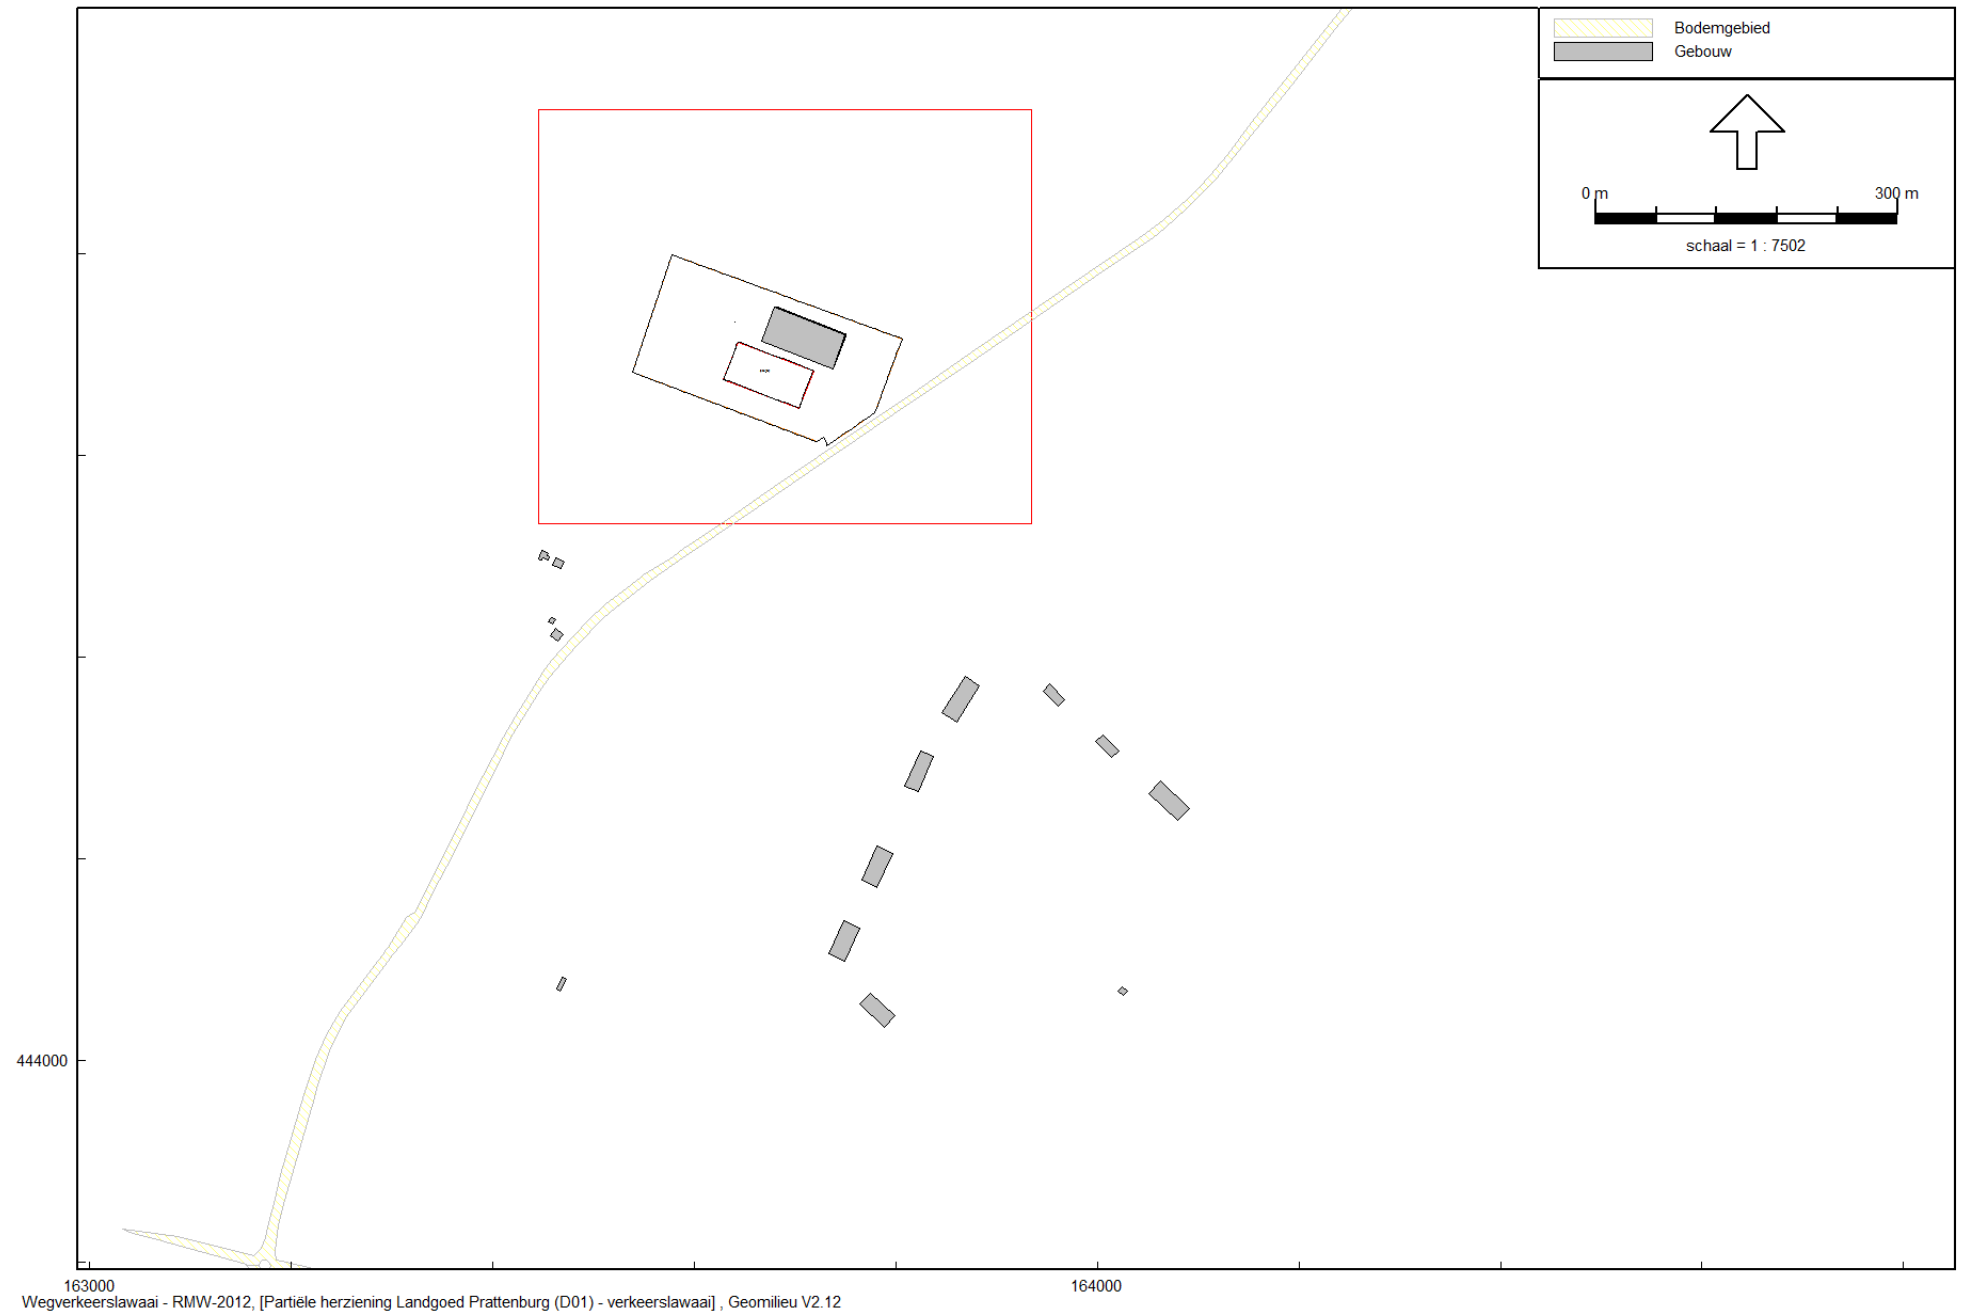 Bodemgebied
Gebouw
0 m 300 m
schaal = 1 : 7502
444000
163000 164000
Wegverkeerslawaai - RMW-2012, [Partiële herziening Landgoed Prattenburg (D01) - verkeerslawaai] , Geomilieu V2.12